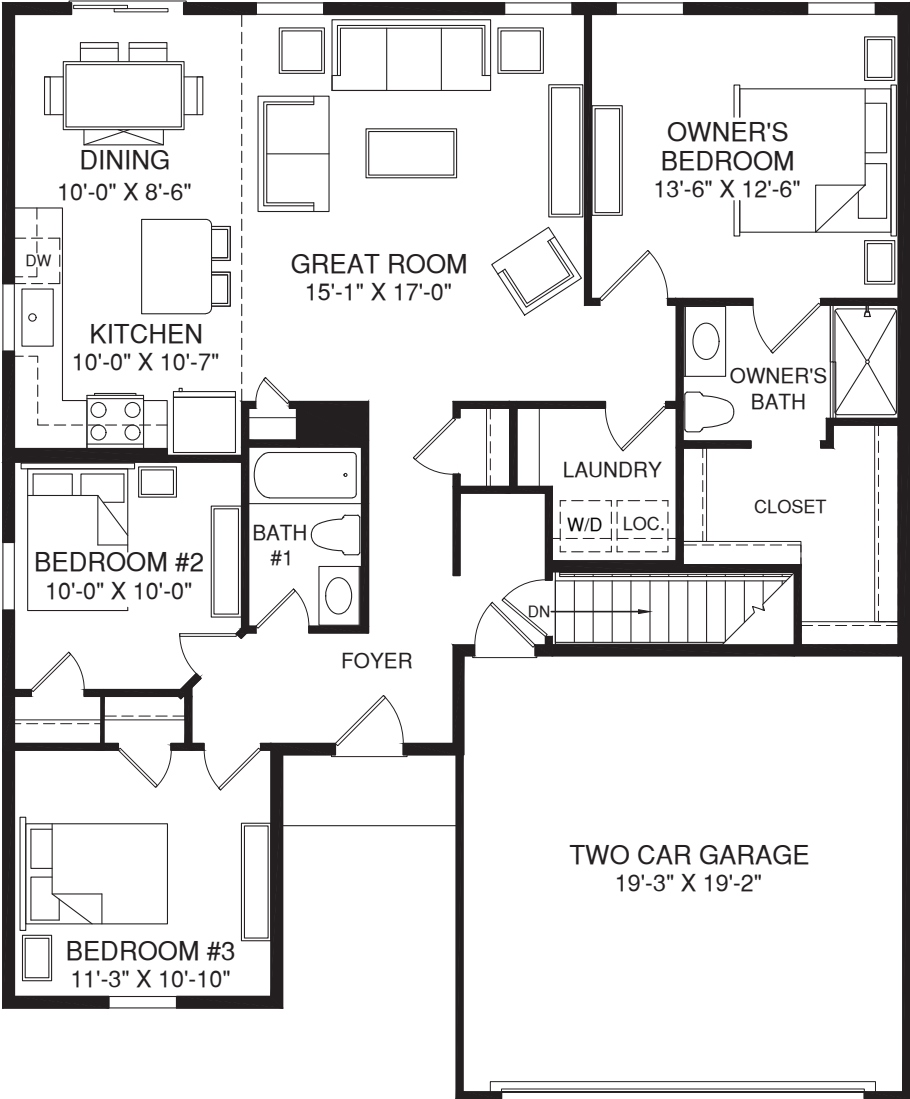 DINING
10'-0" X 8'-6"
OWNER'S
BEDROOM
13'-6" X 12'-6"
DW
GREAT ROOM
15'-1" X 17'-0"
KITCHEN
10'-0" X 10'-7"
OWNER'S
BATH
LAUNDRY
CLOSET
W/D
LOC.
BATH
#1
BEDROOM #2
10'-0" X 10'-0"
DN
FOYER
TWO CAR GARAGE
19'-3" X 19'-2"
BEDROOM #3
11'-3" X 10'-10"